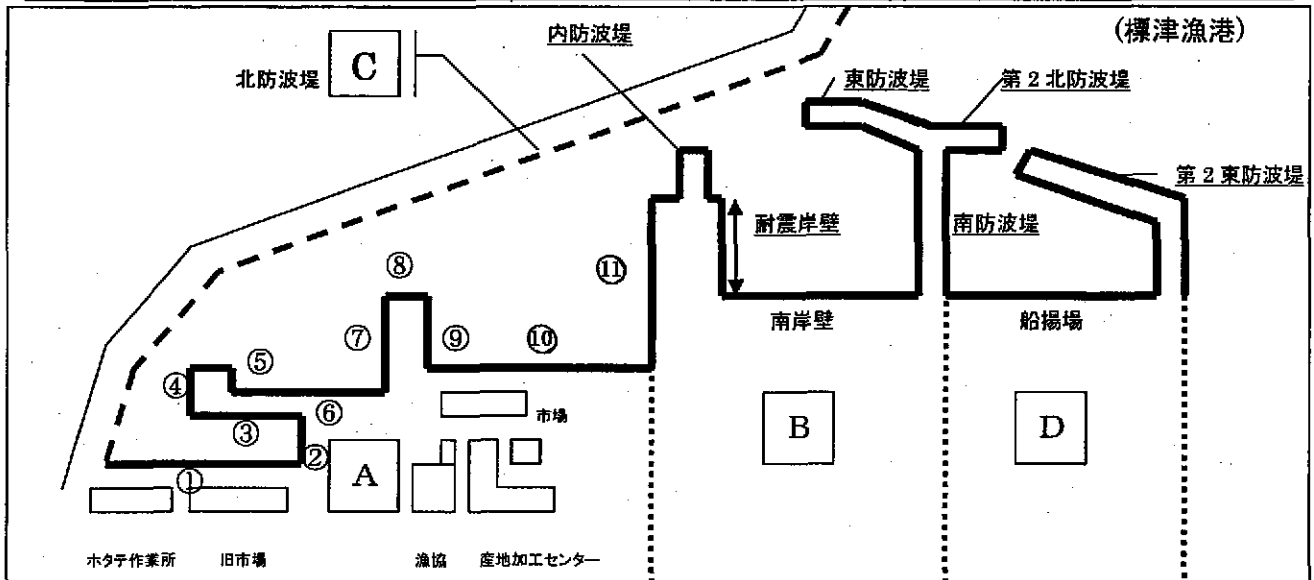 (標津漁港)
内防波堤
C
北防波堤
東防波堤
第2北防波堤
第2東防波堤
耐震岸壁
南防波堤
⑧
⑪
南岸壁
船揚場
⑦
⑨
⑩
⑤
④
⑥
③
市場
②
A
B
D
①
ホタテ作業所
旧市場
漁協
産地加工センター